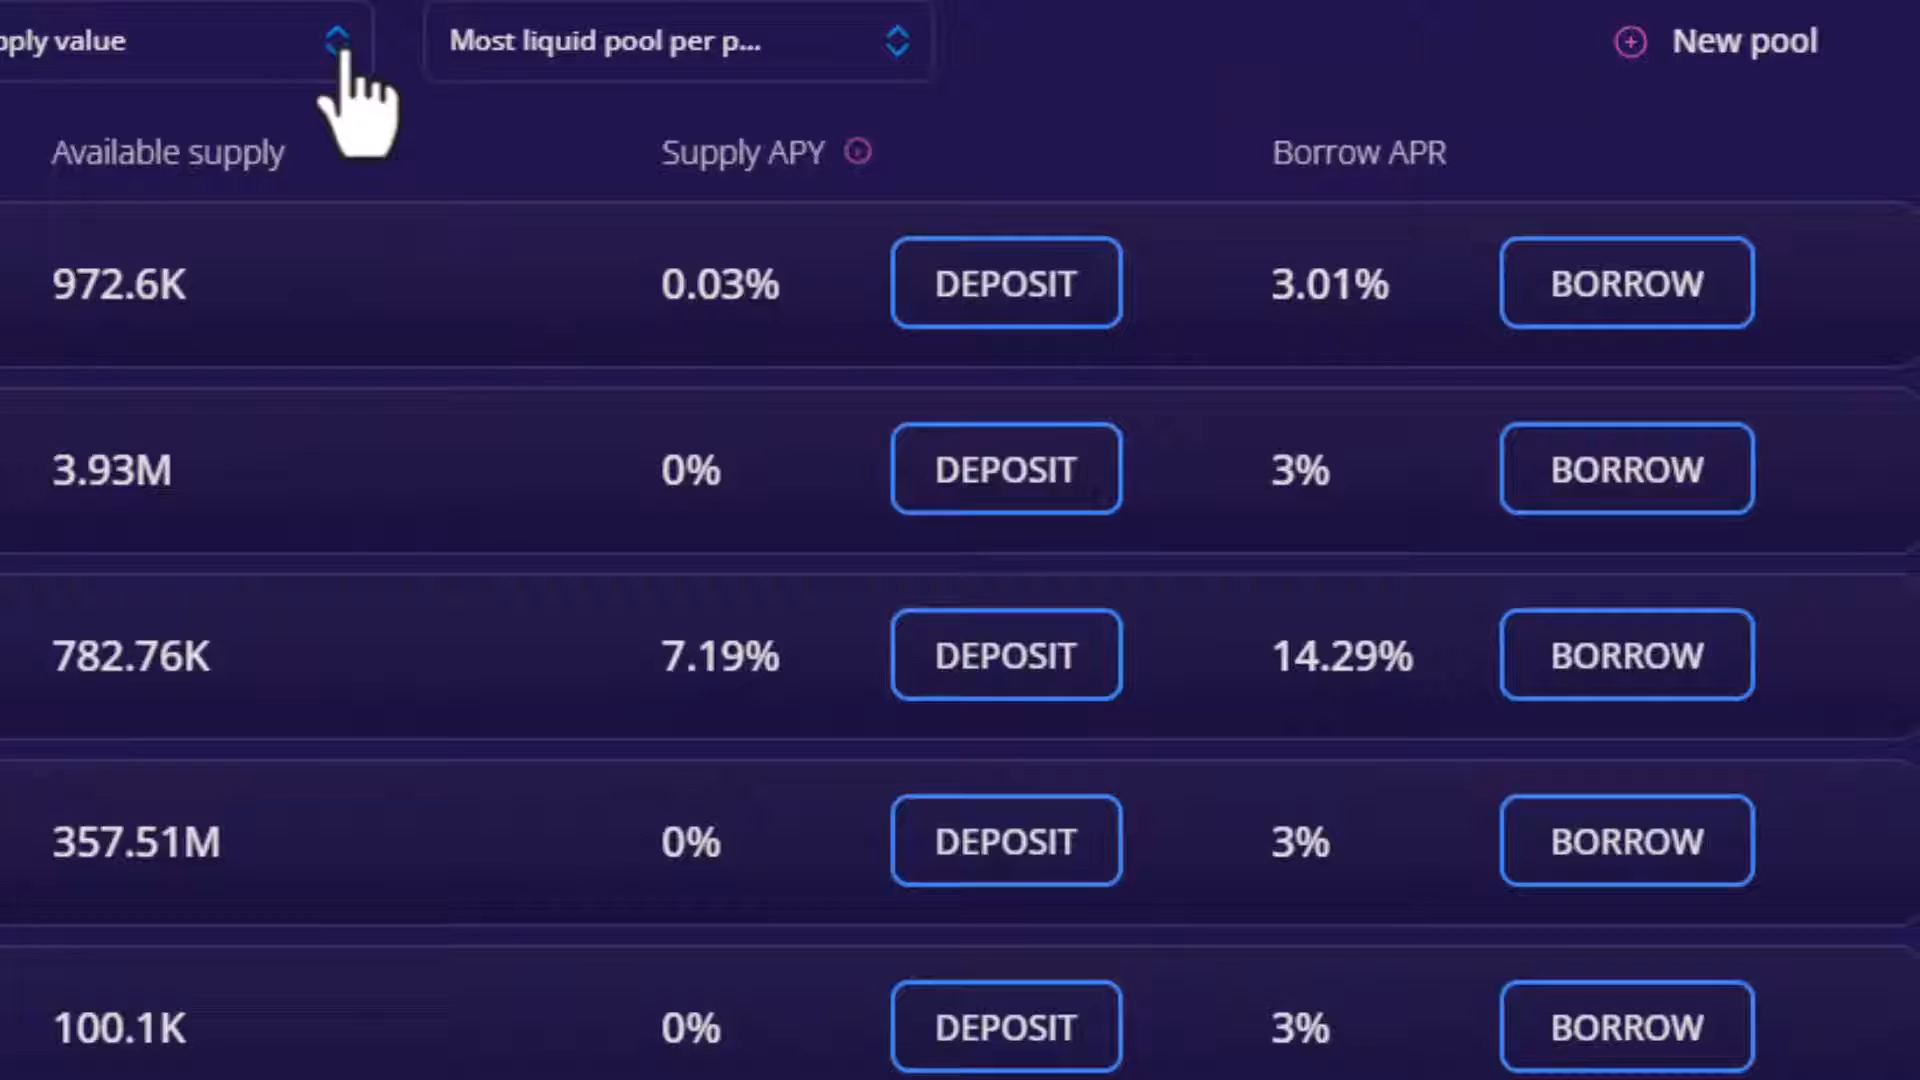 value
Most liquid pool per p...
New pool
Available supply
Supply APY
Borrow APR
972.6K
0.03%
DEPOSIT
3.01%
BORROW
3.93M
0%
DEPOSIT
3%
BORROW
782.76K
7.19%
DEPOSIT
14.29%
BORROW
357.51M
0%
DEPOSIT
3%
BORROW
100.1K
0%
DEPOSIT
3%
BORROW